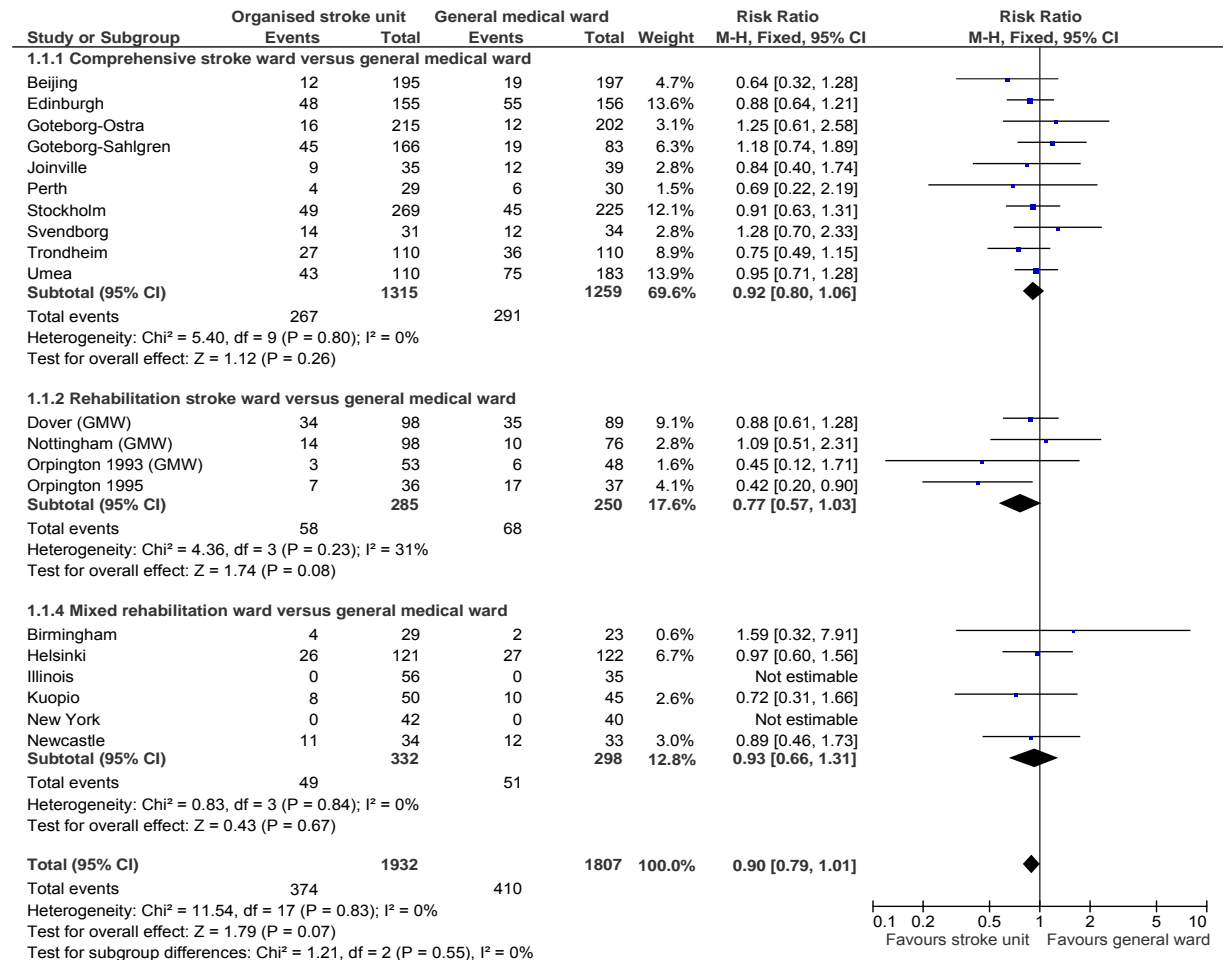 Organised stroke unit General medical ward Risk Ratio Risk Ratio
Study or Subgroup Events Total Events Total Weight M-H, Fixed, 95% CI M-H, Fixed, 95% CI
1.1.1 Comprehensive stroke ward versus general medical ward
Beijing 12 195 19 197 4.7% 0.64 [0.32, 1.28]
Edinburgh 48 155 55 156 13.6% 0.88 [0.64, 1.21]
Goteborg-Ostra 16 215 12 202 3.1% 1.25 [0.61, 2.58]
Goteborg-Sahlgren 45 166 19 83 6.3% 1.18 [0.74, 1.89]
Joinville 9 35 12 39 2.8% 0.84 [0.40, 1.74]
Perth 4 29 6 30 1.5% 0.69 [0.22, 2.19]
Stockholm 49 269 45 225 12.1% 0.91 [0.63, 1.31]
Svendborg 14 31 12 34 2.8% 1.28 [0.70, 2.33]
Trondheim 27 110 36 110 8.9% 0.75 [0.49, 1.15]
Umea 43 110 75 183 13.9% 0.95 [0.71, 1.28]
Subtotal (95% CI) 1315 1259 69.6% 0.92 [0.80, 1.06]
Total events 267 291
Heterogeneity: Chi² = 5.40, df = 9 (P = 0.80); I² = 0%
Test for overall effect: Z = 1.12 (P = 0.26)
1.1.2 Rehabilitation stroke ward versus general medical ward
Dover (GMW) 34 98 35 89 9.1% 0.88 [0.61, 1.28]
Nottingham (GMW) 14 98 10 76 2.8% 1.09 [0.51, 2.31]
Orpington 1993 (GMW) 3 53 6 48 1.6% 0.45 [0.12, 1.71]
Orpington 1995 7 36 17 37 4.1% 0.42 [0.20, 0.90]
Subtotal (95% CI) 285 250 17.6% 0.77 [0.57, 1.03]
Total events 58 68
Heterogeneity: Chi² = 4.36, df = 3 (P = 0.23); I² = 31%
Test for overall effect: Z = 1.74 (P = 0.08)
1.1.4 Mixed rehabilitation ward versus general medical ward
Birmingham 4 29 2 23 0.6% 1.59 [0.32, 7.91]
Helsinki 26 121 27 122 6.7% 0.97 [0.60, 1.56]
Illinois 0 56 0 35 Not estimable
Kuopio 8 50 10 45 2.6% 0.72 [0.31, 1.66]
New York 0 42 0 40 Not estimable
Newcastle 11 34 12 33 3.0% 0.89 [0.46, 1.73]
Subtotal (95% CI) 332 298 12.8% 0.93 [0.66, 1.31]
Total events 49 51
Heterogeneity: Chi² = 0.83, df = 3 (P = 0.84); I² = 0%
Test for overall effect: Z = 0.43 (P = 0.67)
Total (95% CI) 1932 1807 100.0% 0.90 [0.79, 1.01]
Total events 374 410
Heterogeneity: Chi² = 11.54, df = 17 (P = 0.83); I² = 0%
Test for overall effect: Z = 1.79 (P = 0.07)
Test for subgroup differences: Chi² = 1.21, df = 2 (P = 0.55), I² = 0%
0.1 0.2 0.5 1 2 5 10
Favours stroke unit Favours general ward